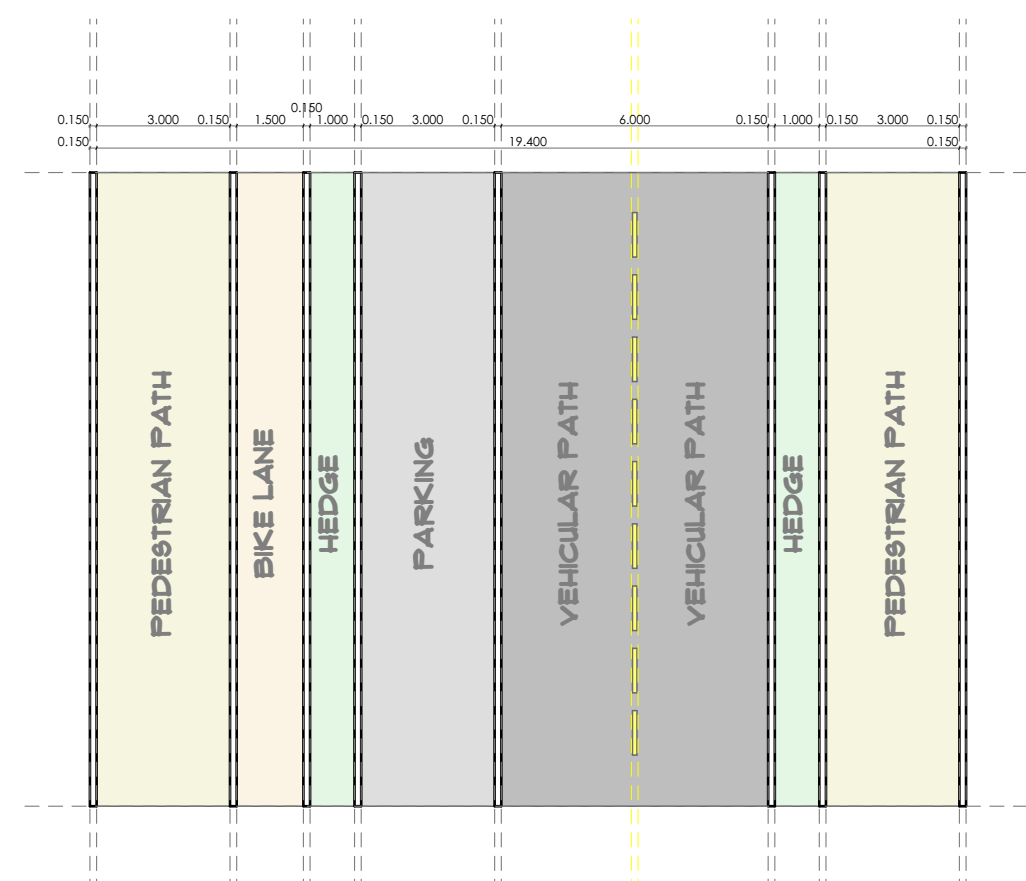 0.150
0.150 3.000 0.150 1.500 1.000 0.150 3.000 0.150 6.000 0.150 1.000 0.150 3.000 0.150
0.150 19.400 0.150
PEDESTRIAN PATH
BIKE LANE
HEDGE
PARKING
VEHICULAR PATH
VEHICULAR PATH
HEDGE
PEDESTRIAN PATH